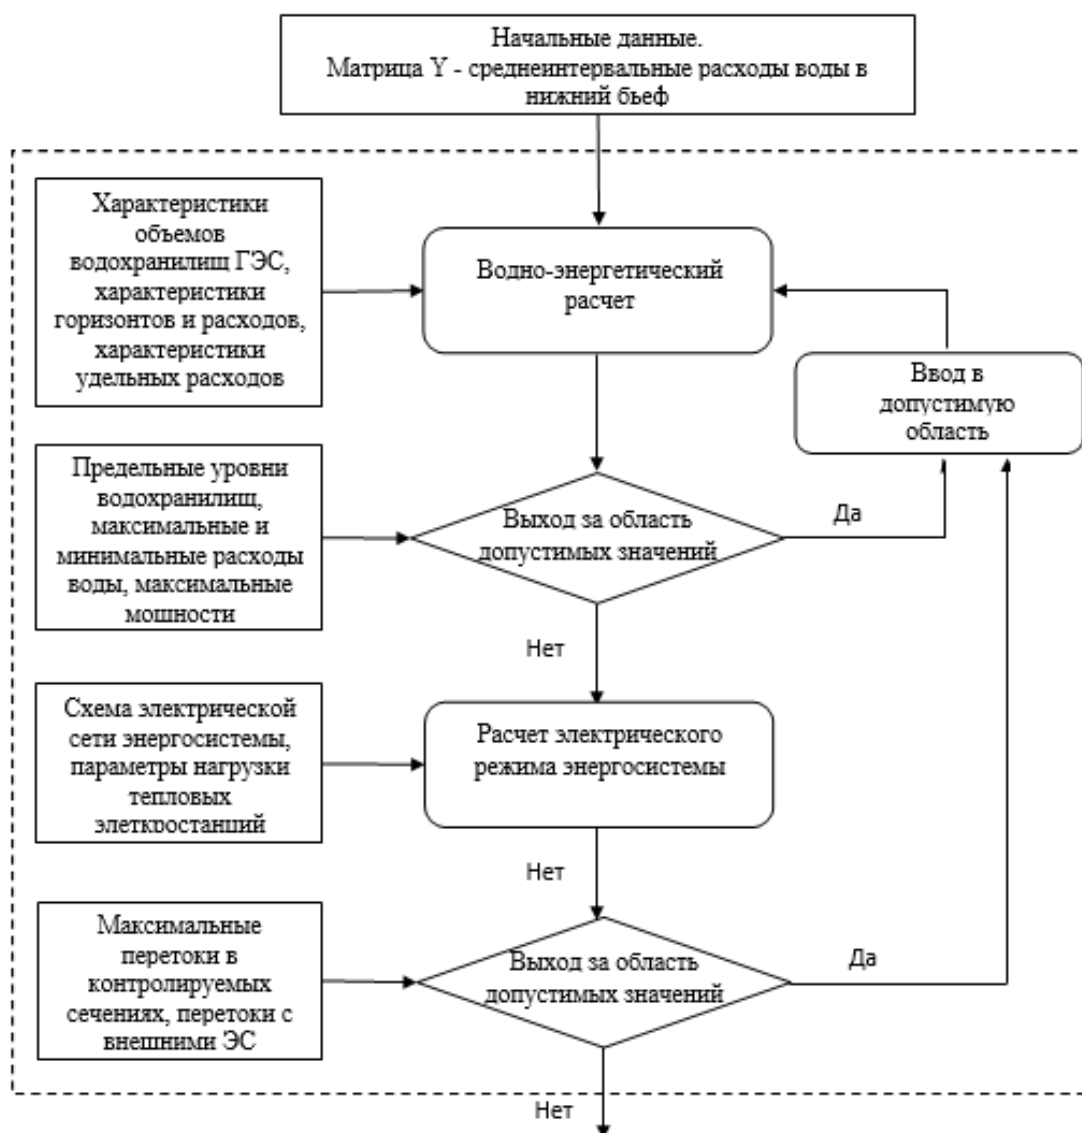 Начальные данные.
Матрица Y - среднеинтервальные расходы воды в
нижний бьеф
Характеристики
объемов
водохранилищ ГЭС,
характеристики
горизонтов и расходов,
характеристики
удельных расходов
Водно-энергетический
расчет
Ввод в
допустимую
область
Предельные уровни
водохранилищ,
максимальные и
минимальные расходы
воды, максимальные
мошности
Выход за область
допустимых значений
Да
Нет
Схема электрической
сети энергосистемы,
параметры нагрузки
тепловых
элеткростанций
Расчет электрического
режима энергосистемы
Нет
Максимальные
перетоки в
контролируемых
сечениях, перетоки с
внешними ЭС
Выход за область
допустимых значений
Да
Нет